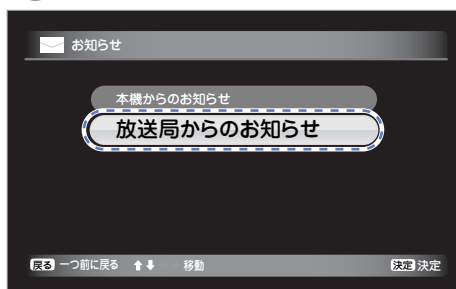 お知らせ
本機からのお知らせ
放送局からのお知らせ
戻る 一つ前に戻る ↑↓ 移動 決定 決定